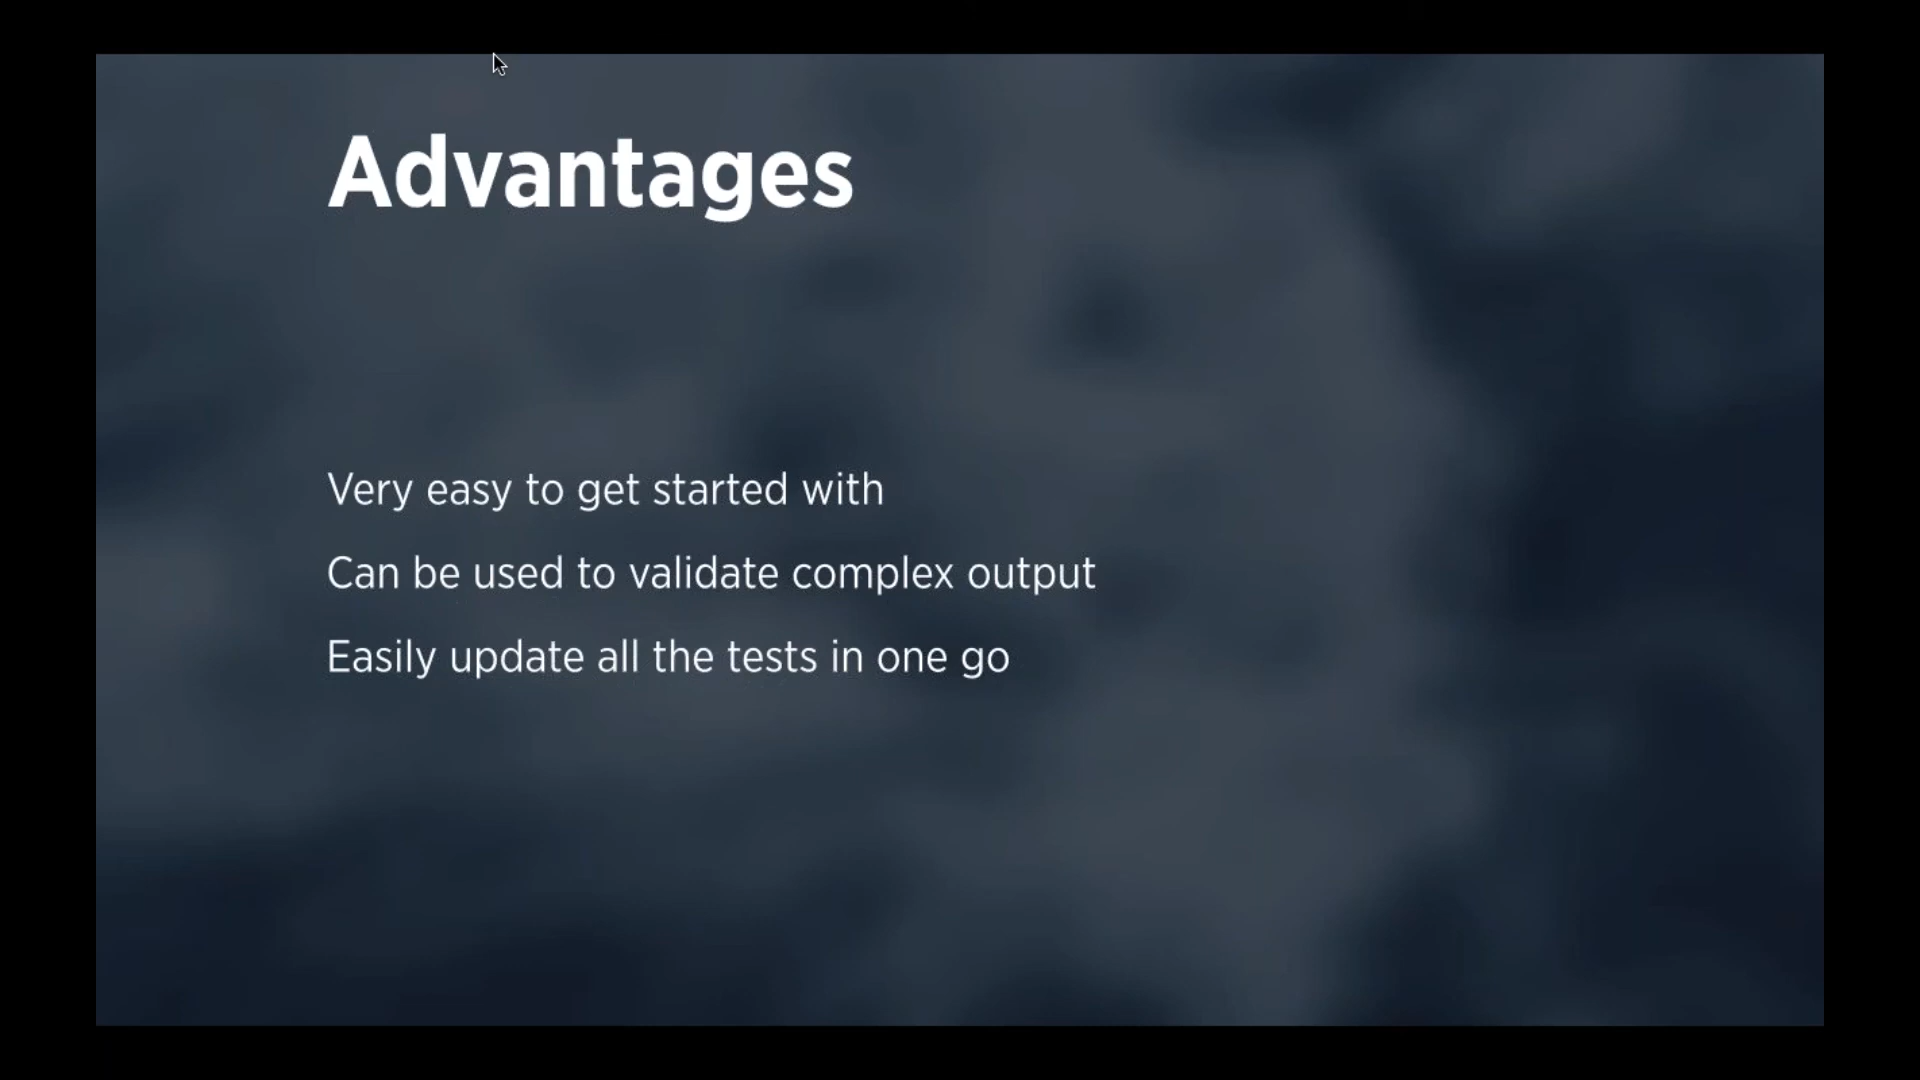 Advantages
Very easy to get started with
Can be used to validate complex output
Easily update all the tests in one go